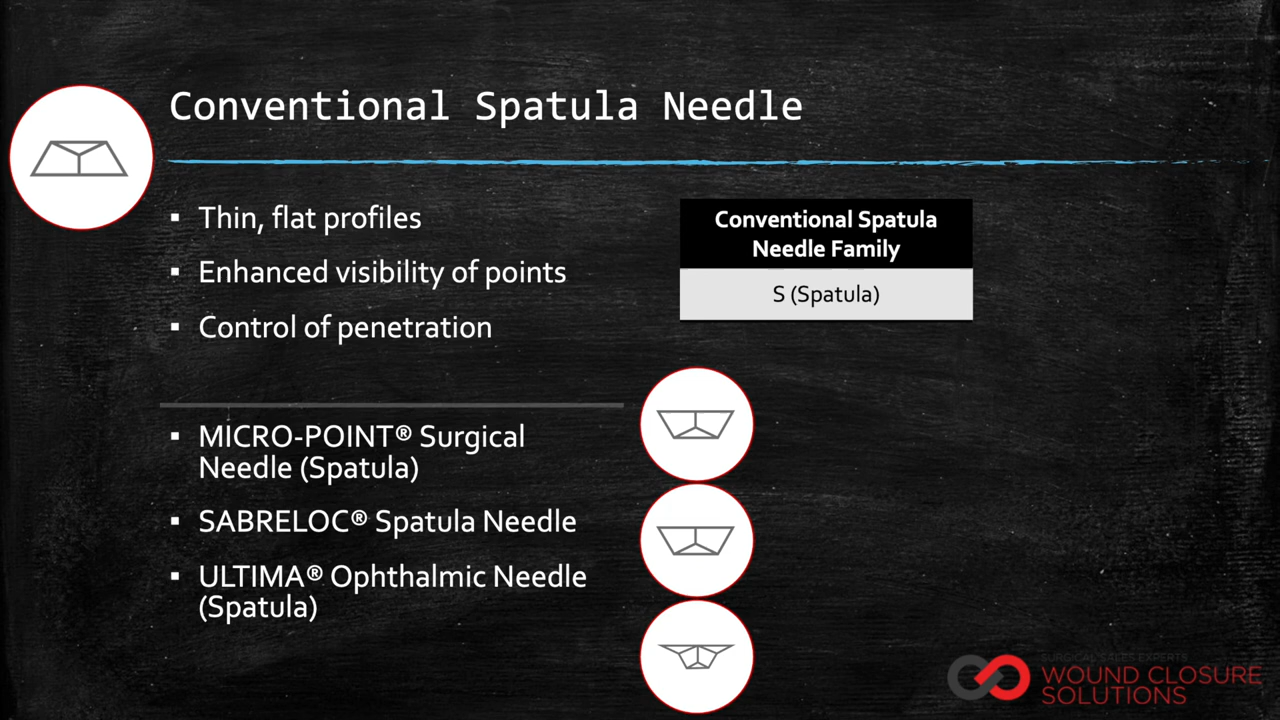 Conventional Spatula Needle
▪ Thin, flat profiles
▪ Enhanced visibility of points
▪ Control of penetration
Conventional Spatula
Needle Family
S (Spatula)
▪ MICRO-POINT® Surgical
Needle (Spatula)
▪ SABRELOC® Spatula Needle
▪ ULTIMA® Ophthalmic Needle
(Spatula)
SURGICAL SALES EXPERTS
WOUND CLOSURE
SOLUTIONS